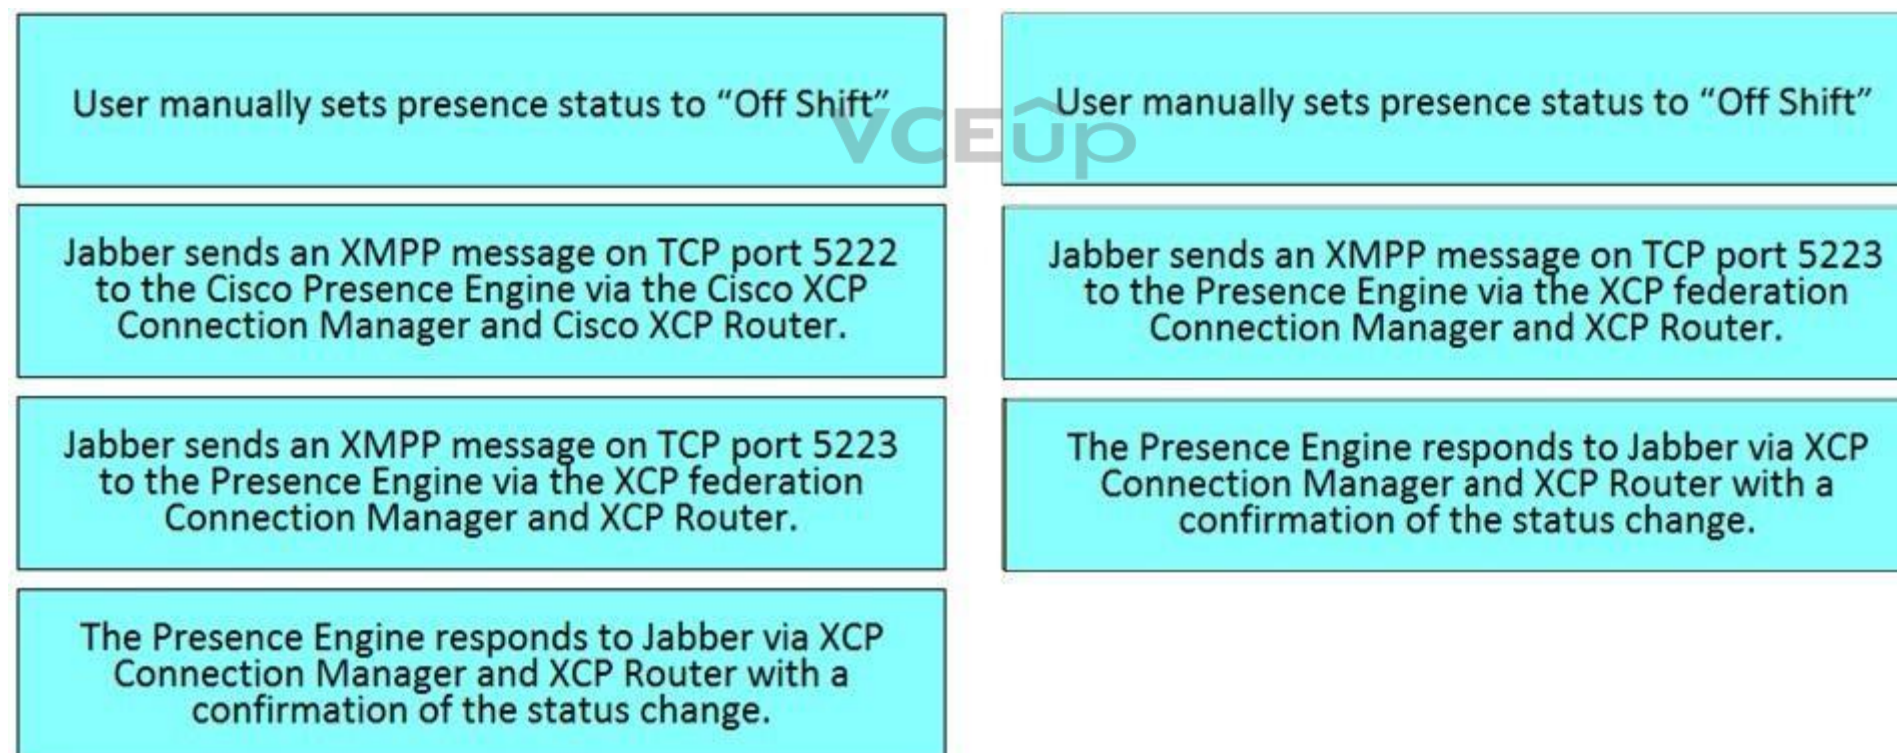 User manually sets presence status to “Off Shift”
Jabber sends an XMPP message on TCP port 5222
to the Cisco Presence Engine via the Cisco XCP
Connection Manager and Cisco XCP Router.
Jabber sends an XMPP message on TCP port 5223
to the Presence Engine via the XCP federation
Connection Manager and XCP Router.
The Presence Engine responds to Jabber via XCP
Connection Manager and XCP Router with a
confirmation of the status change.
User manually sets presence status to “Off Shift”
Jabber sends an XMPP message on TCP port 5223
to the Presence Engine via the XCP federation
Connection Manager and XCP Router.
The Presence Engine responds to Jabber via XCP
Connection Manager and XCP Router with a
confirmation of the status change.
VCEûp